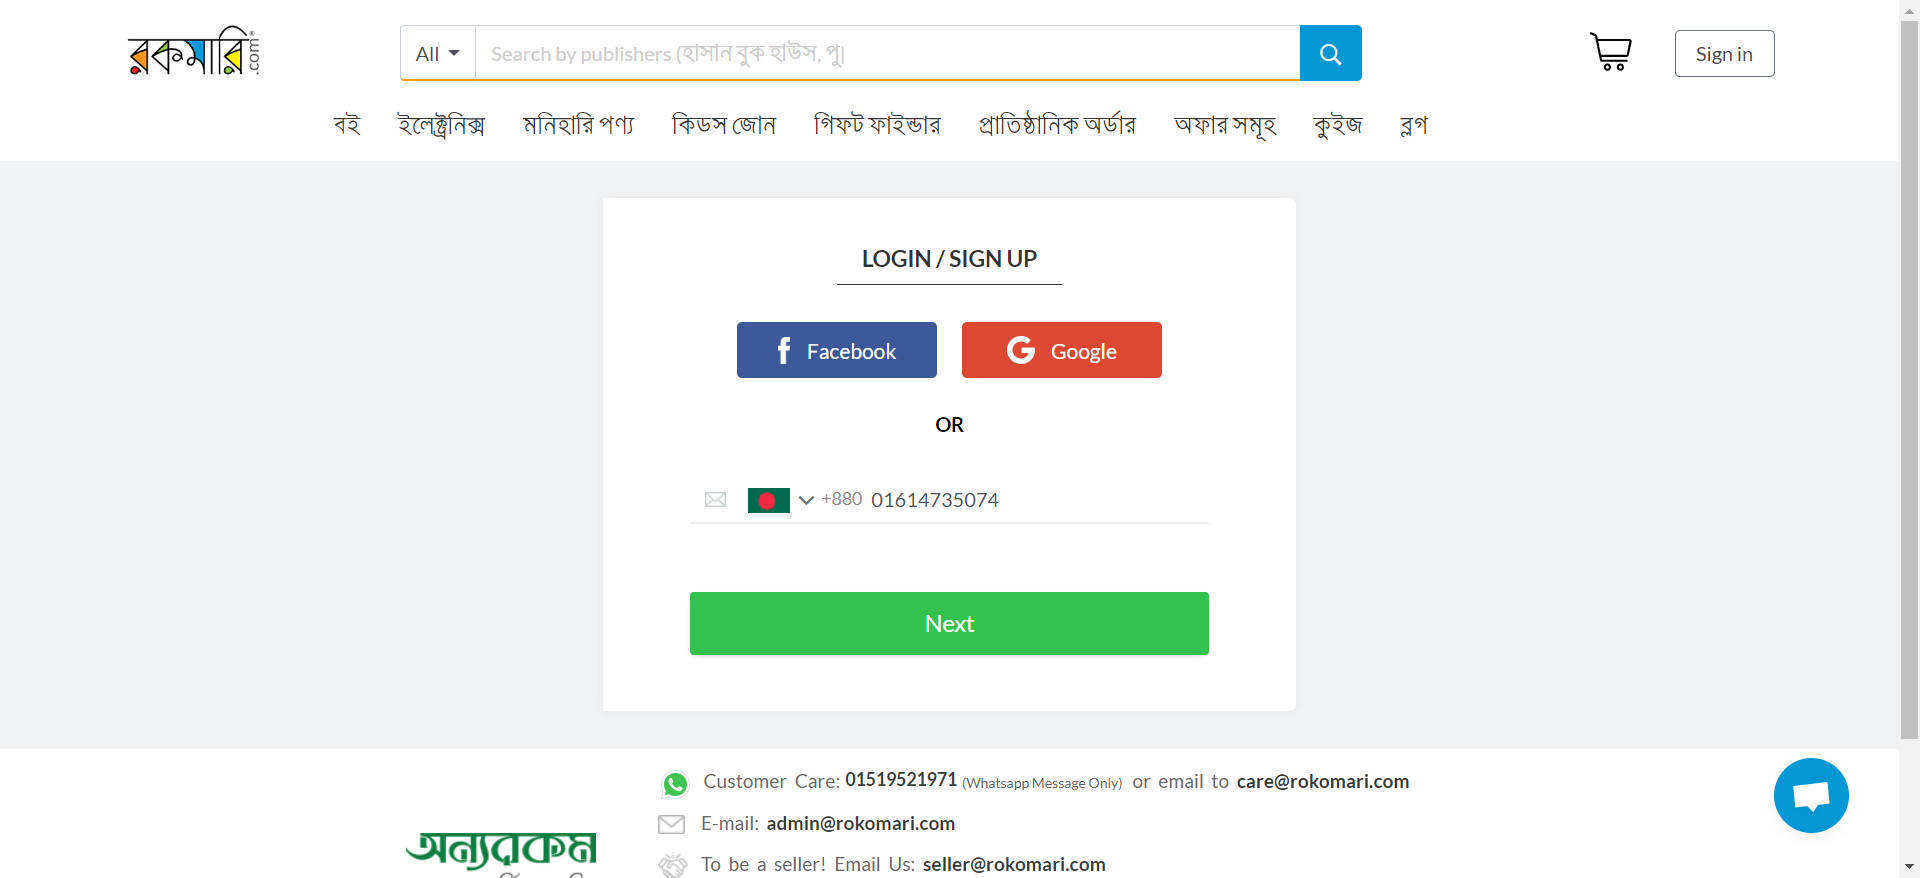 রকমারি.com
All
Search by publishers (হাসান বুক হাউস, পু|
Sign in
বই ইলেক্ট্রনিক্স মনিহারি পণ্য কিডস জোন গিফট ফাইন্ডার প্রাতিষ্ঠানিক অর্ডার অফার সমূহ কুইজ ব্লগ
LOGIN / SIGN UP
Facebook
Google
OR
+880 01614735074
Next
Customer Care: 01519521971 (Whatsapp Message Only) or email to care@rokomari.com
E-mail: admin@rokomari.com
অন্যরকম
To be a seller! Email Us: seller@rokomari.com